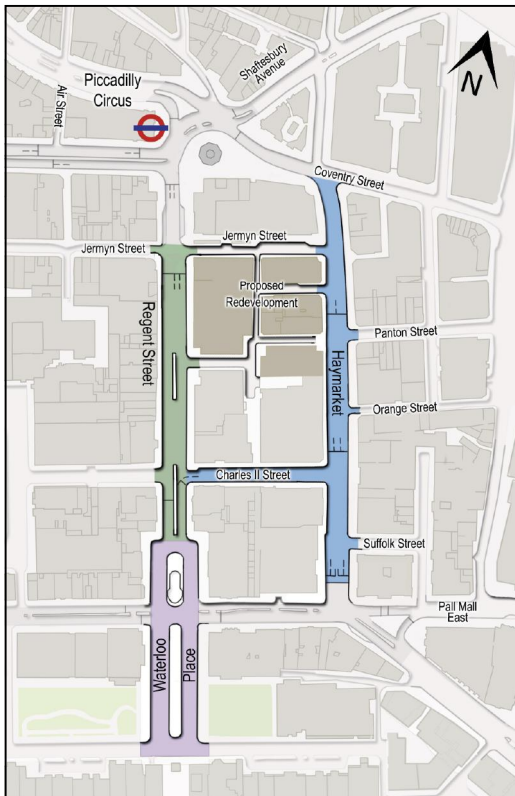 Shaftesbury
Avenue
N
Piccadilly
Circus
Air Street
Coventry Street
Jermyn Street
Jermyn Street
Proposed
Redevelopment
Regent Street
Haymarket
Panton Street
Orange Street
Charles II Street
Suffolk Street
Pall Mall
East
Waterloo
Place